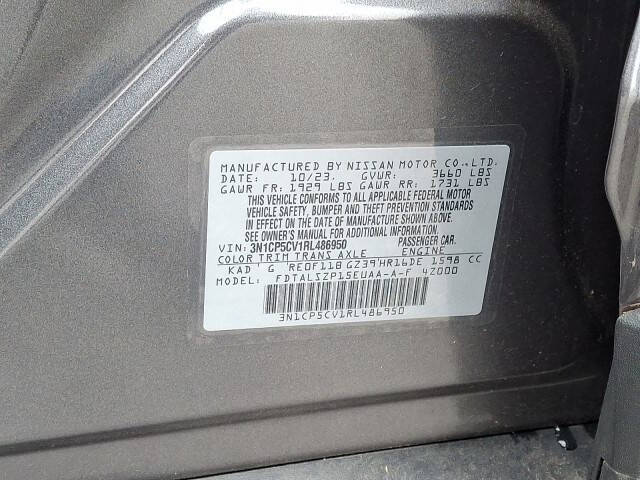 MANUFACTURED BY NISSAN MOTOR CO.,LTD.
DATE: 10/23. GVWR: 3660 LBS
GAWR FR: 1929 LBS GAWR RR: 1731 LBS
THIS VEHICLE CONFORMS TO ALL APPLICABLE FEDERAL MOTOR
VEHICLE SAFETY, BUMPER AND THEFT PREVENTION STANDARDS
IN EFFECT ON THE DATE OF MANUFACTURE SHOWN ABOVE.
SEE OWNER'S MANUAL FOR ADDITIONAL INFORMATION.
VIN: 3N1CP5CV1RL486950 PASSENGER CAR.
COLOR TRIM TRANS AXLE ENGINE
KAD G RE0F11B GZ39 HR16DE 1598 CC
MODEL: FDTALSZP15EUAA-A-F 4Z000
3N1CP5CV1RL486950